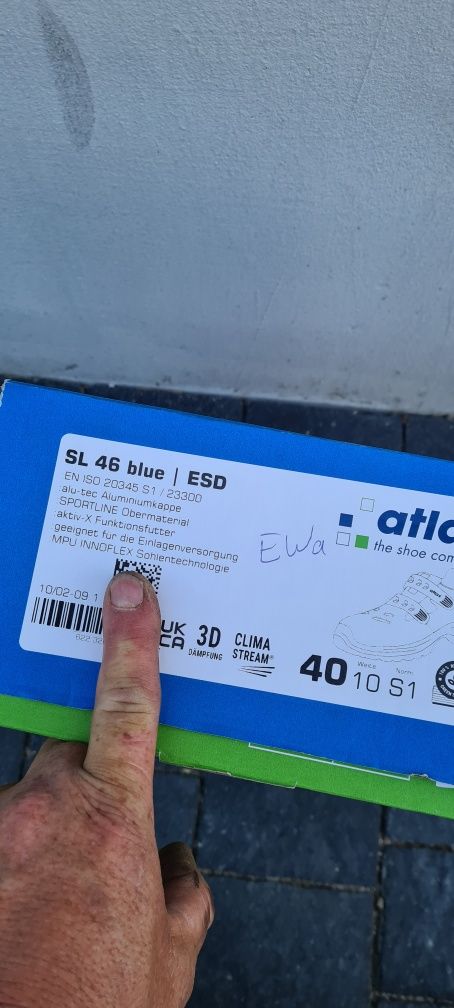 SL 46 blue | ESD
EN ISO 20345 S1 / 23300
alu-tec Aluminiumkappe
SPORTLINE Obermaterial
aktiv-X Funktionsfutter
geeignet für die Einlagenversorgung
MPU INNOFLEX Sohlentechnologie
EWa
the shoe com
10/02-09 1
UK
CA
3D
DÄMPFUNG
CLIMA
STREAM®
Weite
Norm
40 10 S1